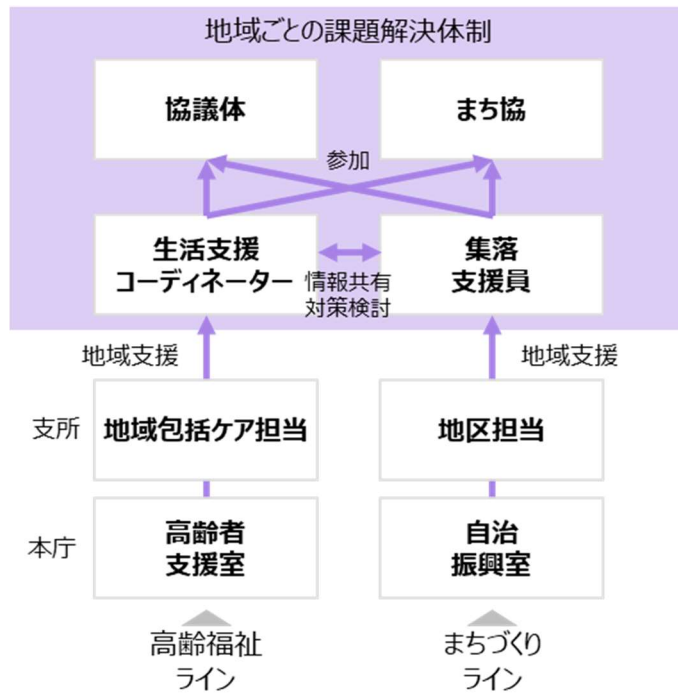 地域ごとの課題解決体制
協議体
まち協
参加
生活支援
コーディネーター
情報共有
対策検討
集落
支援員
地域支援
地域支援
支所
地域包括ケア担当
地区担当
本庁
高齢者
支援室
自治
振興室
高齢福祉
ライン
まちづくり
ライン